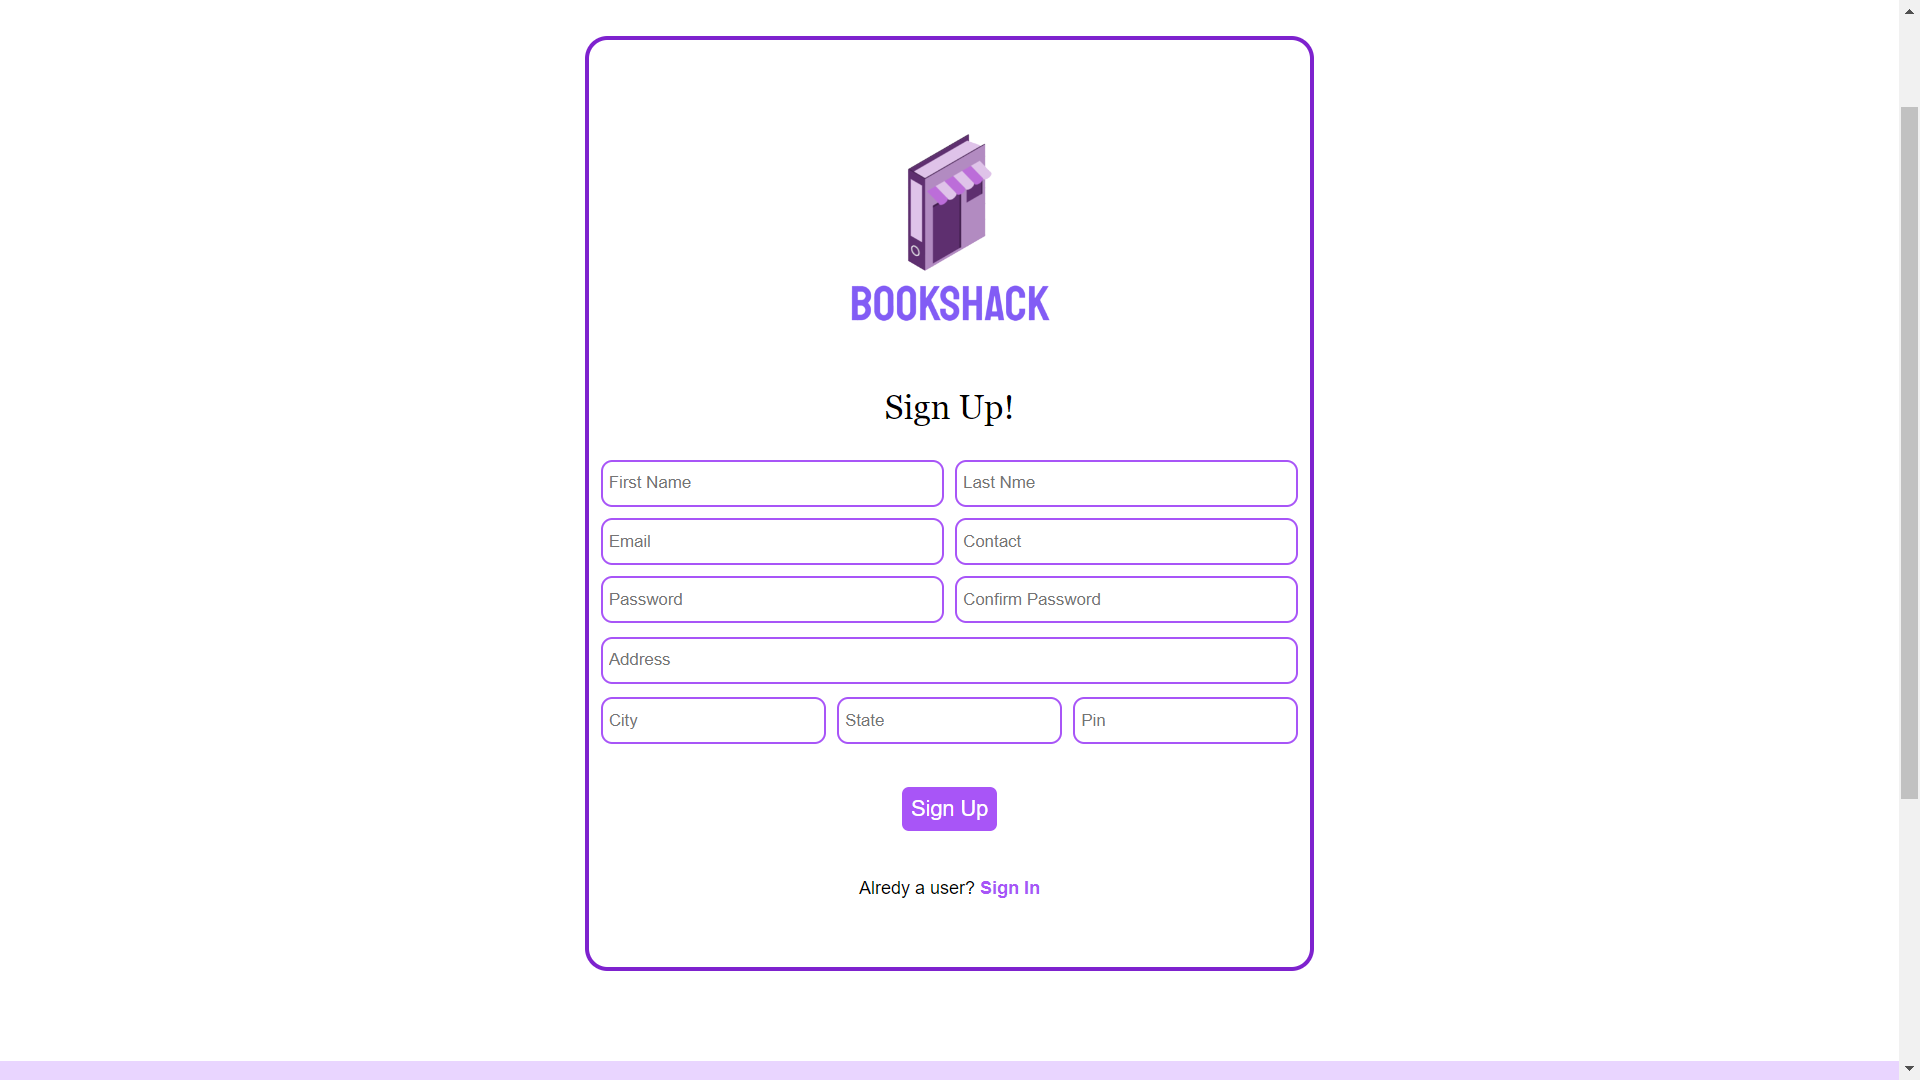 BOOKSHACK
Sign Up!
First Name Last Nme
Email Contact
Password Confirm Password
Address
City State Pin
Sign Up
Alredy a user? Sign In